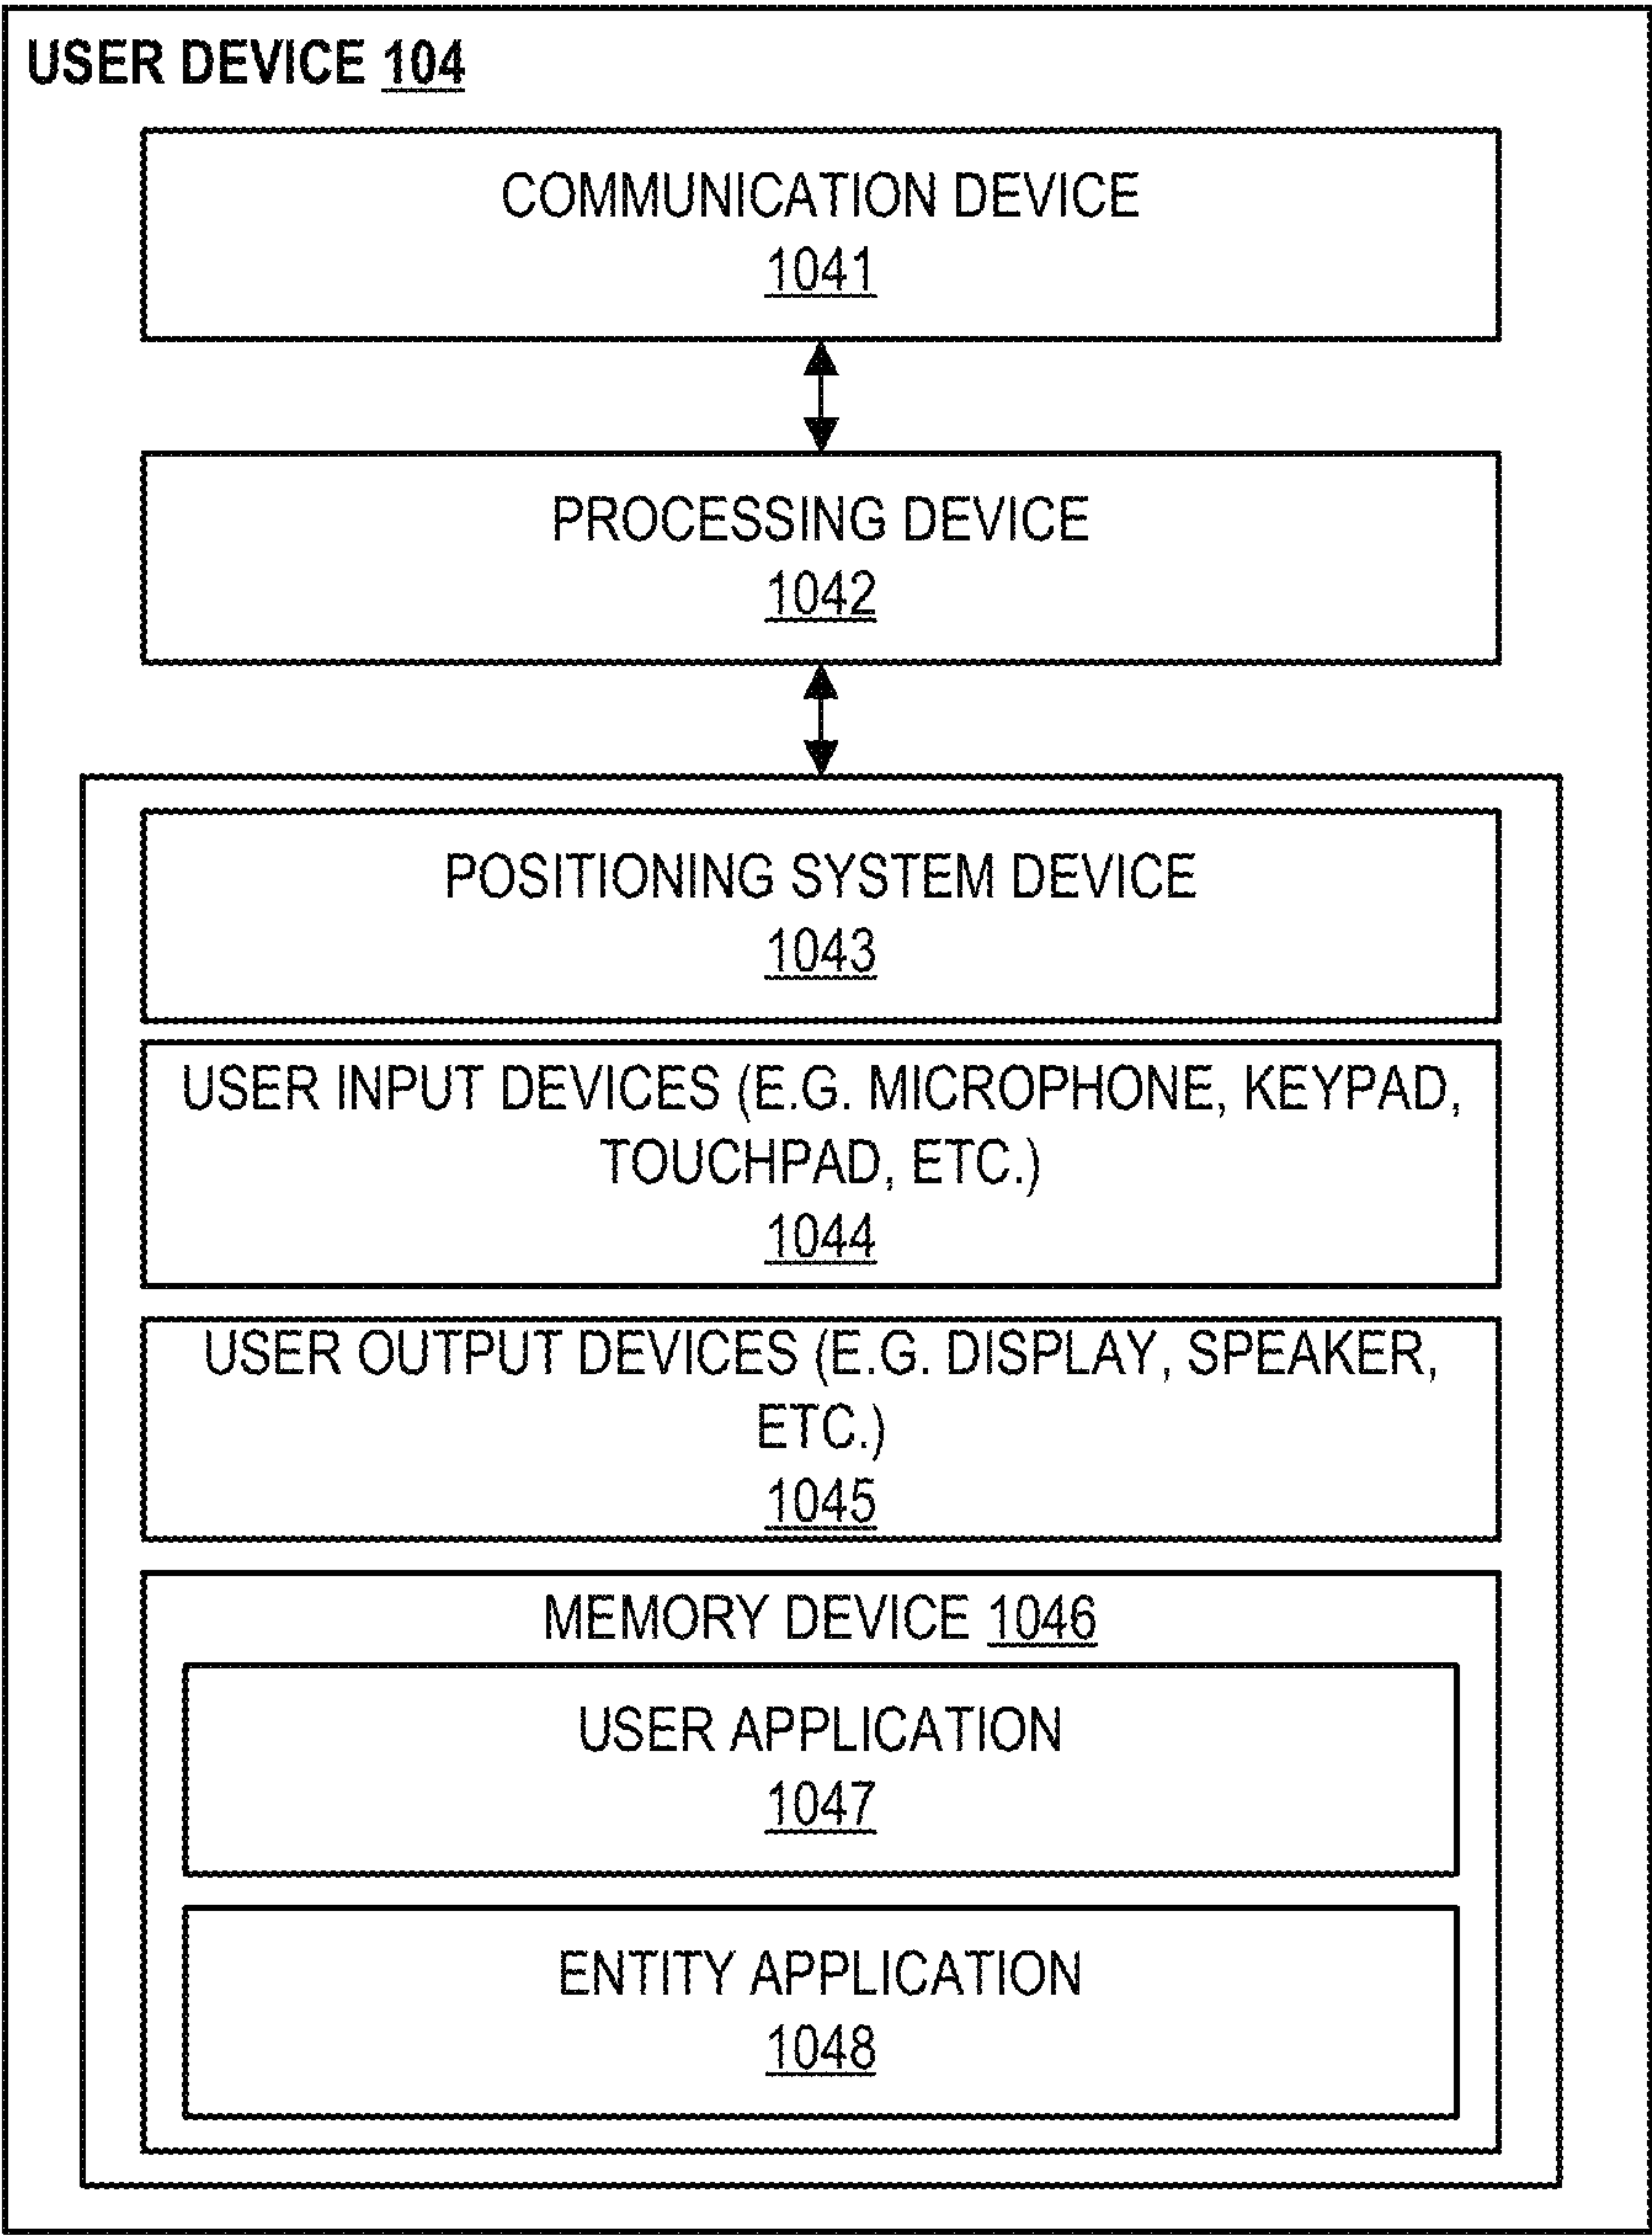 USER DEVICE 104
COMMUNICATION DEVICE
1041
PROCESSING DEVICE
1042
POSITIONING SYSTEM DEVICE
1043
USER INPUT DEVICES (E.G. MICROPHONE, KEYPAD,
TOUCHPAD, ETC.)
1044
USER OUTPUT DEVICES (E.G. DISPLAY, SPEAKER,
ETC.)
1045
MEMORY DEVICE 1046
USER APPLICATION
1047
ENTITY APPLICATION
1048